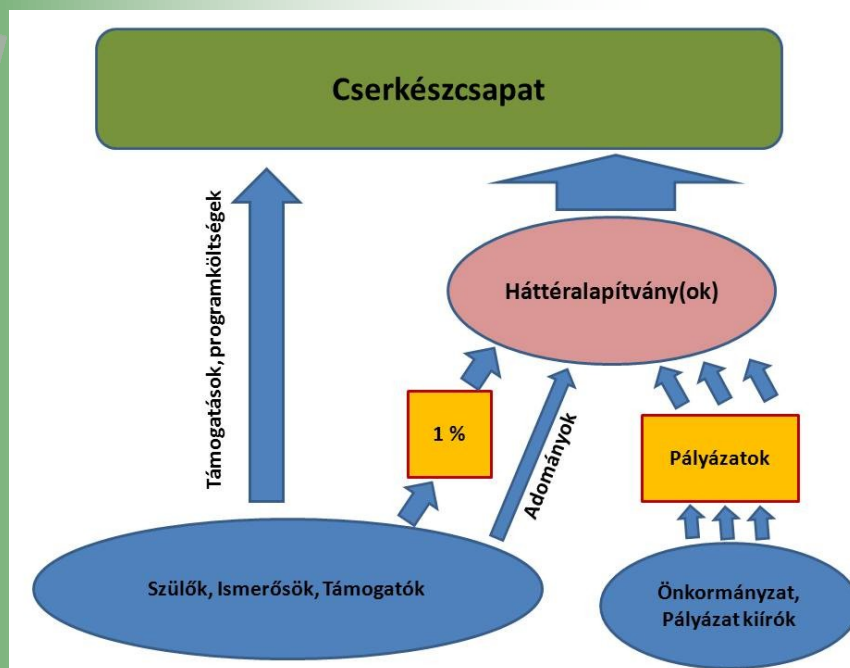 Cserkészcsapat
Támogatások, programköltségek
Háttéralapítvány(ok)
1 %
Adományok
Pályázatok
Szülők, Ismerősök, Támogatók
Önkormányzat,
Pályázat kiírók